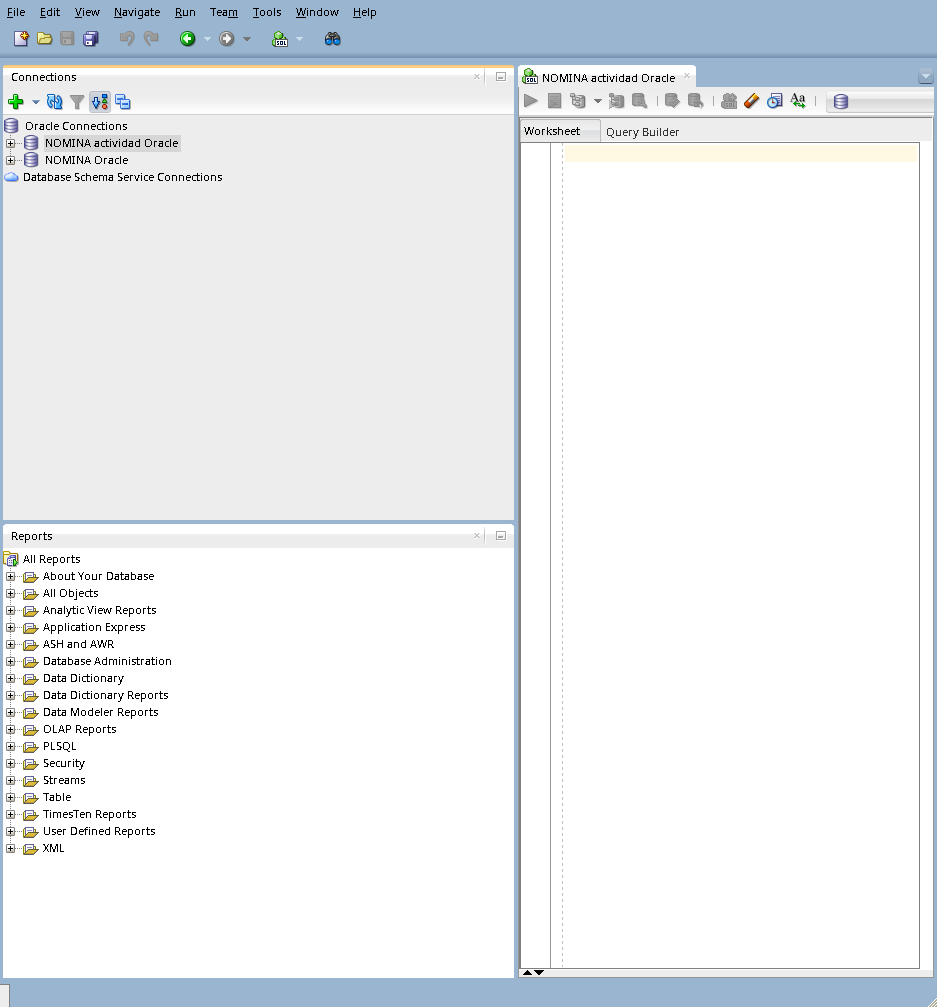 File Edit View Navigate Run Team Tools Window Help
SQL
Connections
Oracle Connections
NOMINA actividad Oracle
NOMINA Oracle
Database Schema Service Connections
Reports
All Reports
About Your Database
All Objects
Analytic View Reports
Application Express
ASH and AWR
Database Administration
Data Dictionary
Data Dictionary Reports
Data Modeler Reports
OLAP Reports
PLSQL
Security
Streams
Table
TimesTen Reports
User Defined Reports
XML
SQL NOMINA actividad Oracle
Aa
Worksheet Query Builder